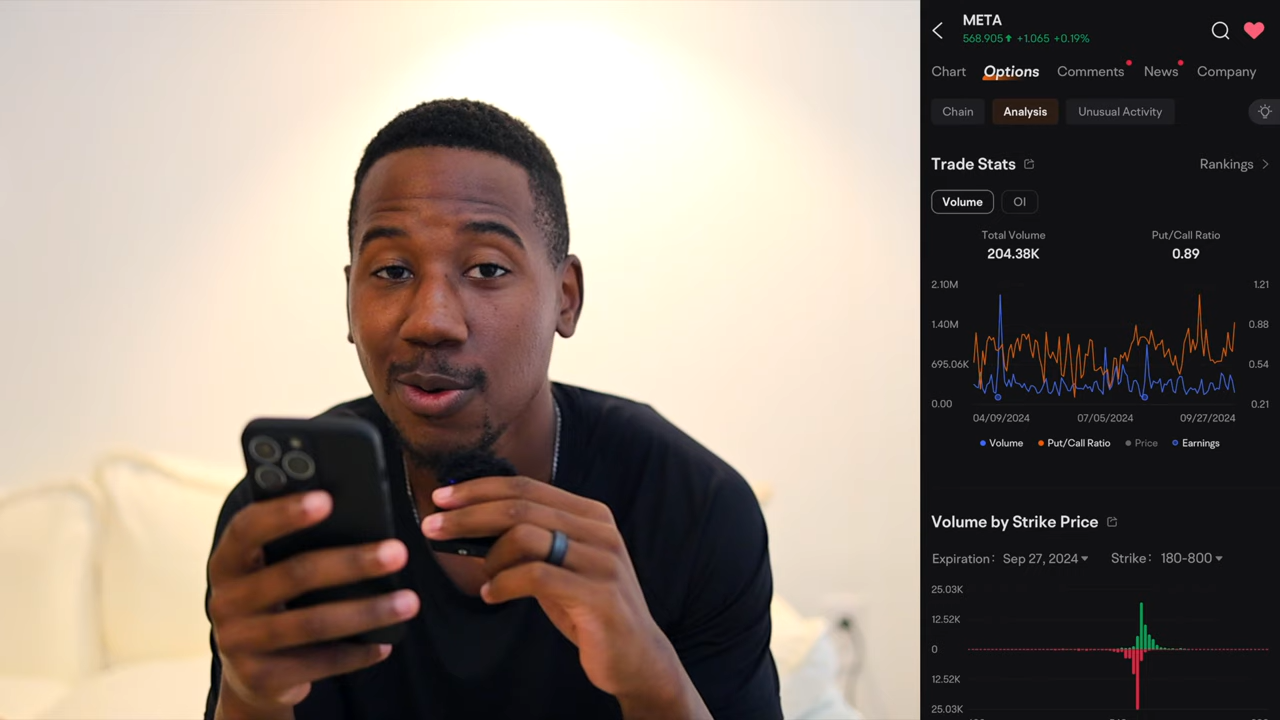 META
568.905 +1.065 +0.19%
Chart Options Comments News Company
Chain Analysis Unusual Activity
Trade Stats Rankings
Volume OI
Total Volume Put/Call Ratio
204.38K 0.89
2.10M 1.21
1.40M 0.88
695.06K 0.54
0.00 0.21
04/09/2024 07/05/2024 09/27/2024
Volume Put/Call Ratio Price Earnings
Volume by Strike Price
Expiration: Sep 27, 2024 Strike: 180-800
25.03K
12.52K
0
12.52K
25.03K